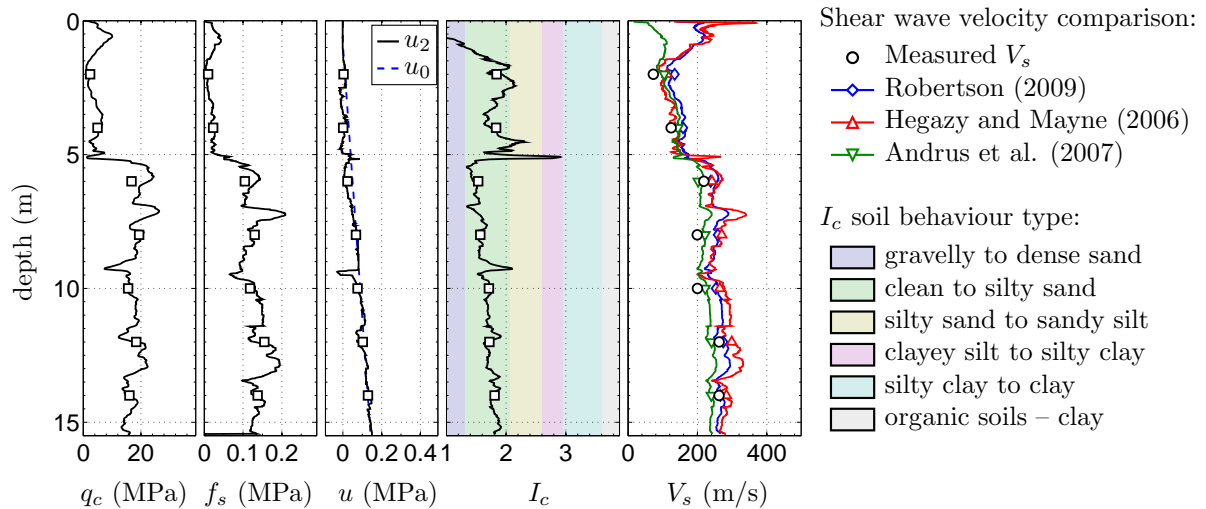 0
5
10
15
depth (m)
0
20
q_c (MPa)
0
0.1
0.2
f_s (MPa)
u_2
u_0
0
0.2
0.4
u (MPa)
2
3
I_c
0
200
400
V_s (m/s)
Shear wave velocity comparison:
Measured V_s
Robertson (2009)
Hegazy and Mayne (2006)
Andrus et al. (2007)
I_c soil behaviour type:
gravelly to dense sand
clean to silty sand
silty sand to sandy silt
clayey silt to silty clay
silty clay to clay
organic soils – clay